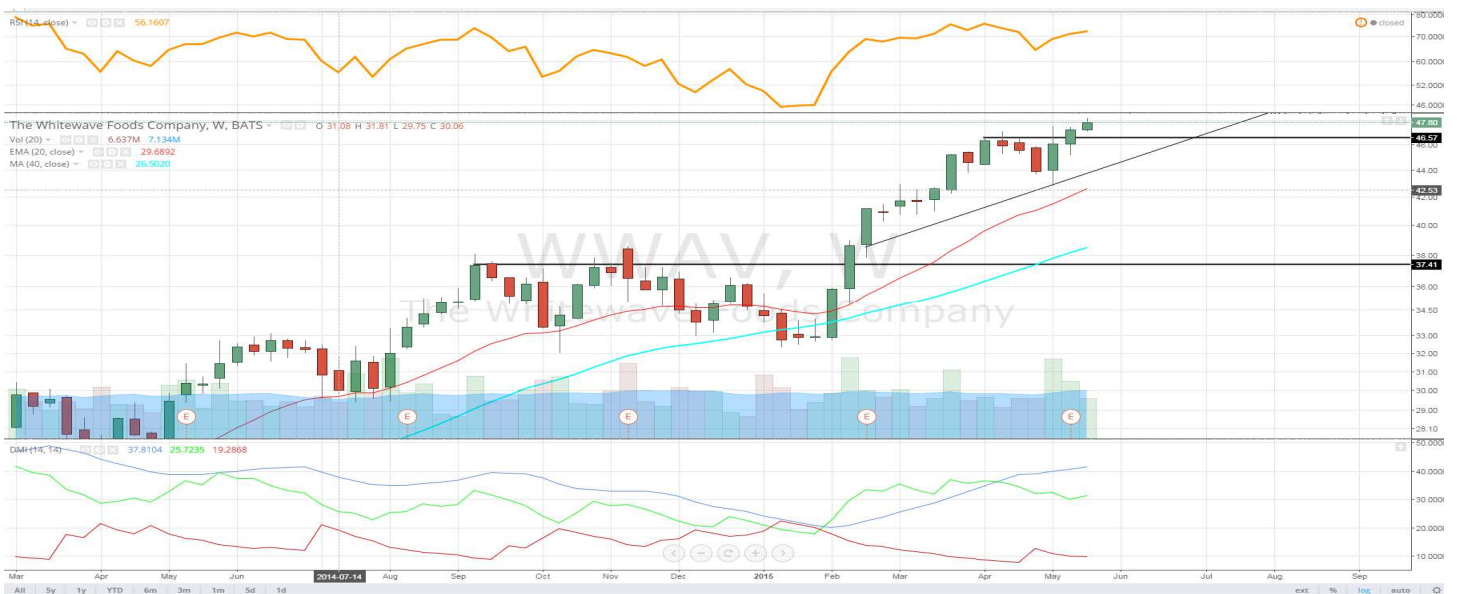 RSI (14, close) 56.1607
closed
80.0000
70.0000
60.0000
52.0000
46.0000
The Whitewave Foods Company, W, BATS O 31.08 H 31.81 L 29.75 C 30.06
Vol (20) 6.637M 7.134M
EMA (20, close) 29.6892
MA (40, close) 26.5020
47.80
46.57
46.00
44.00
42.53
42.00
40.00
38.00
37.41
36.00
34.50
33.00
32.00
31.00
30.00
29.00
28.10
WWAV, W
The Whitewave Foods Company
E E E E E
DMI (14, 14) 37.8104 25.7235 19.2868
50.0000
40.0000
30.0000
20.0000
10.0000
Mar Apr May Jun 2014-07-14 Aug Sep Oct Nov Dec 2015 Feb Mar Apr May Jun Jul Aug Sep
All 5y 1y YTD 6m 3m 1m 5d 1d ext % log auto